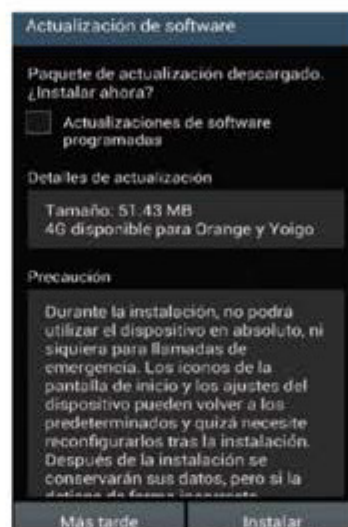 Actualización de software
Paquete de actualización descargado.
¿Instalar ahora?
Actualizaciones de software
programadas
Detalles de actualización
Tamaño: 51.43 MB
4G disponible para Orange y Yoigo
Precaución
Durante la instalación, no podrá
utilizar el dispositivo en absoluto, ni
siquiera para llamadas de
emergencia. Los iconos de la
pantalla de inicio y los ajustes del
dispositivo pueden volver a los
predeterminados y quizá necesite
reconfigurarlos tras la instalación.
Después de la instalación se
conservarán sus datos, pero si la
detiene de forma incorrecta
Más tarde Instalar